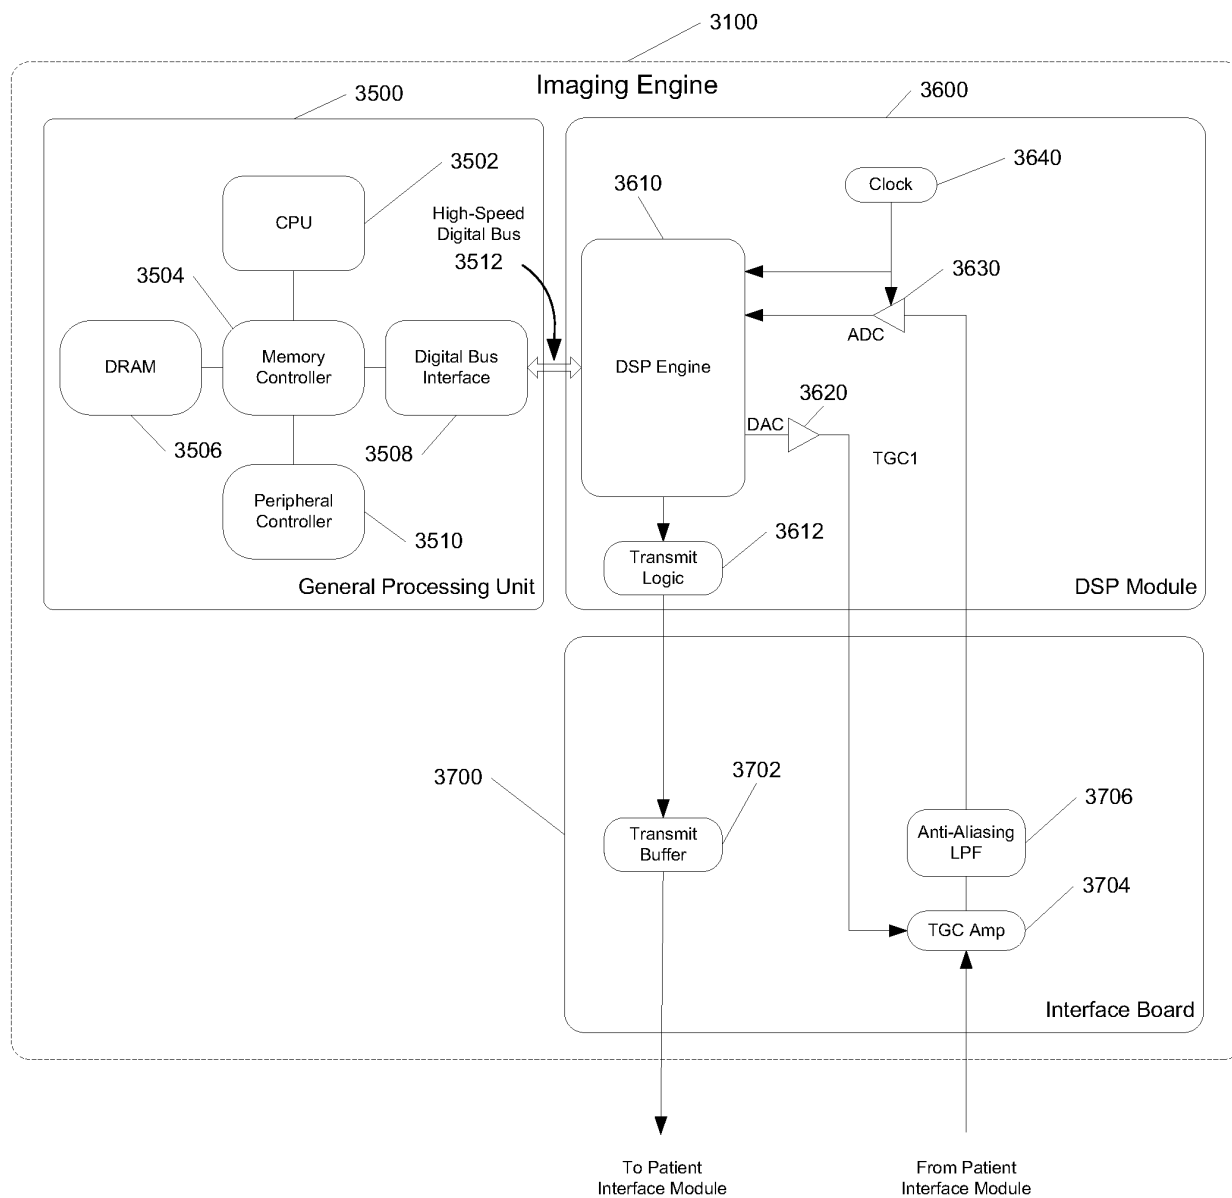 3100
Imaging Engine
3500
3600
3502
3640
Clock
3610
High-Speed
Digital Bus
3512
CPU
3504
3630
ADC
DRAM
Memory
Controller
Digital Bus
Interface
DSP Engine
3620
DAC
TGC1
3506
3508
Peripheral
Controller
3510
3612
Transmit
Logic
General Processing Unit
DSP Module
3700
3702
3706
Transmit
Buffer
Anti-Aliasing
LPF
3704
TGC Amp
Interface Board
To Patient
Interface Module
From Patient
Interface Module